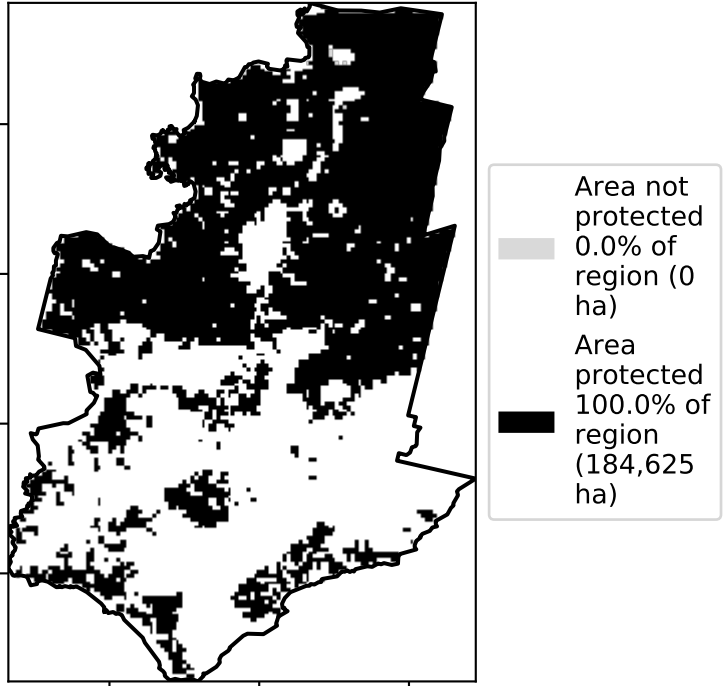 Area not
protected
0.0% of
region (0
ha)
Area
protected
100.0% of
region
(184,625
ha)